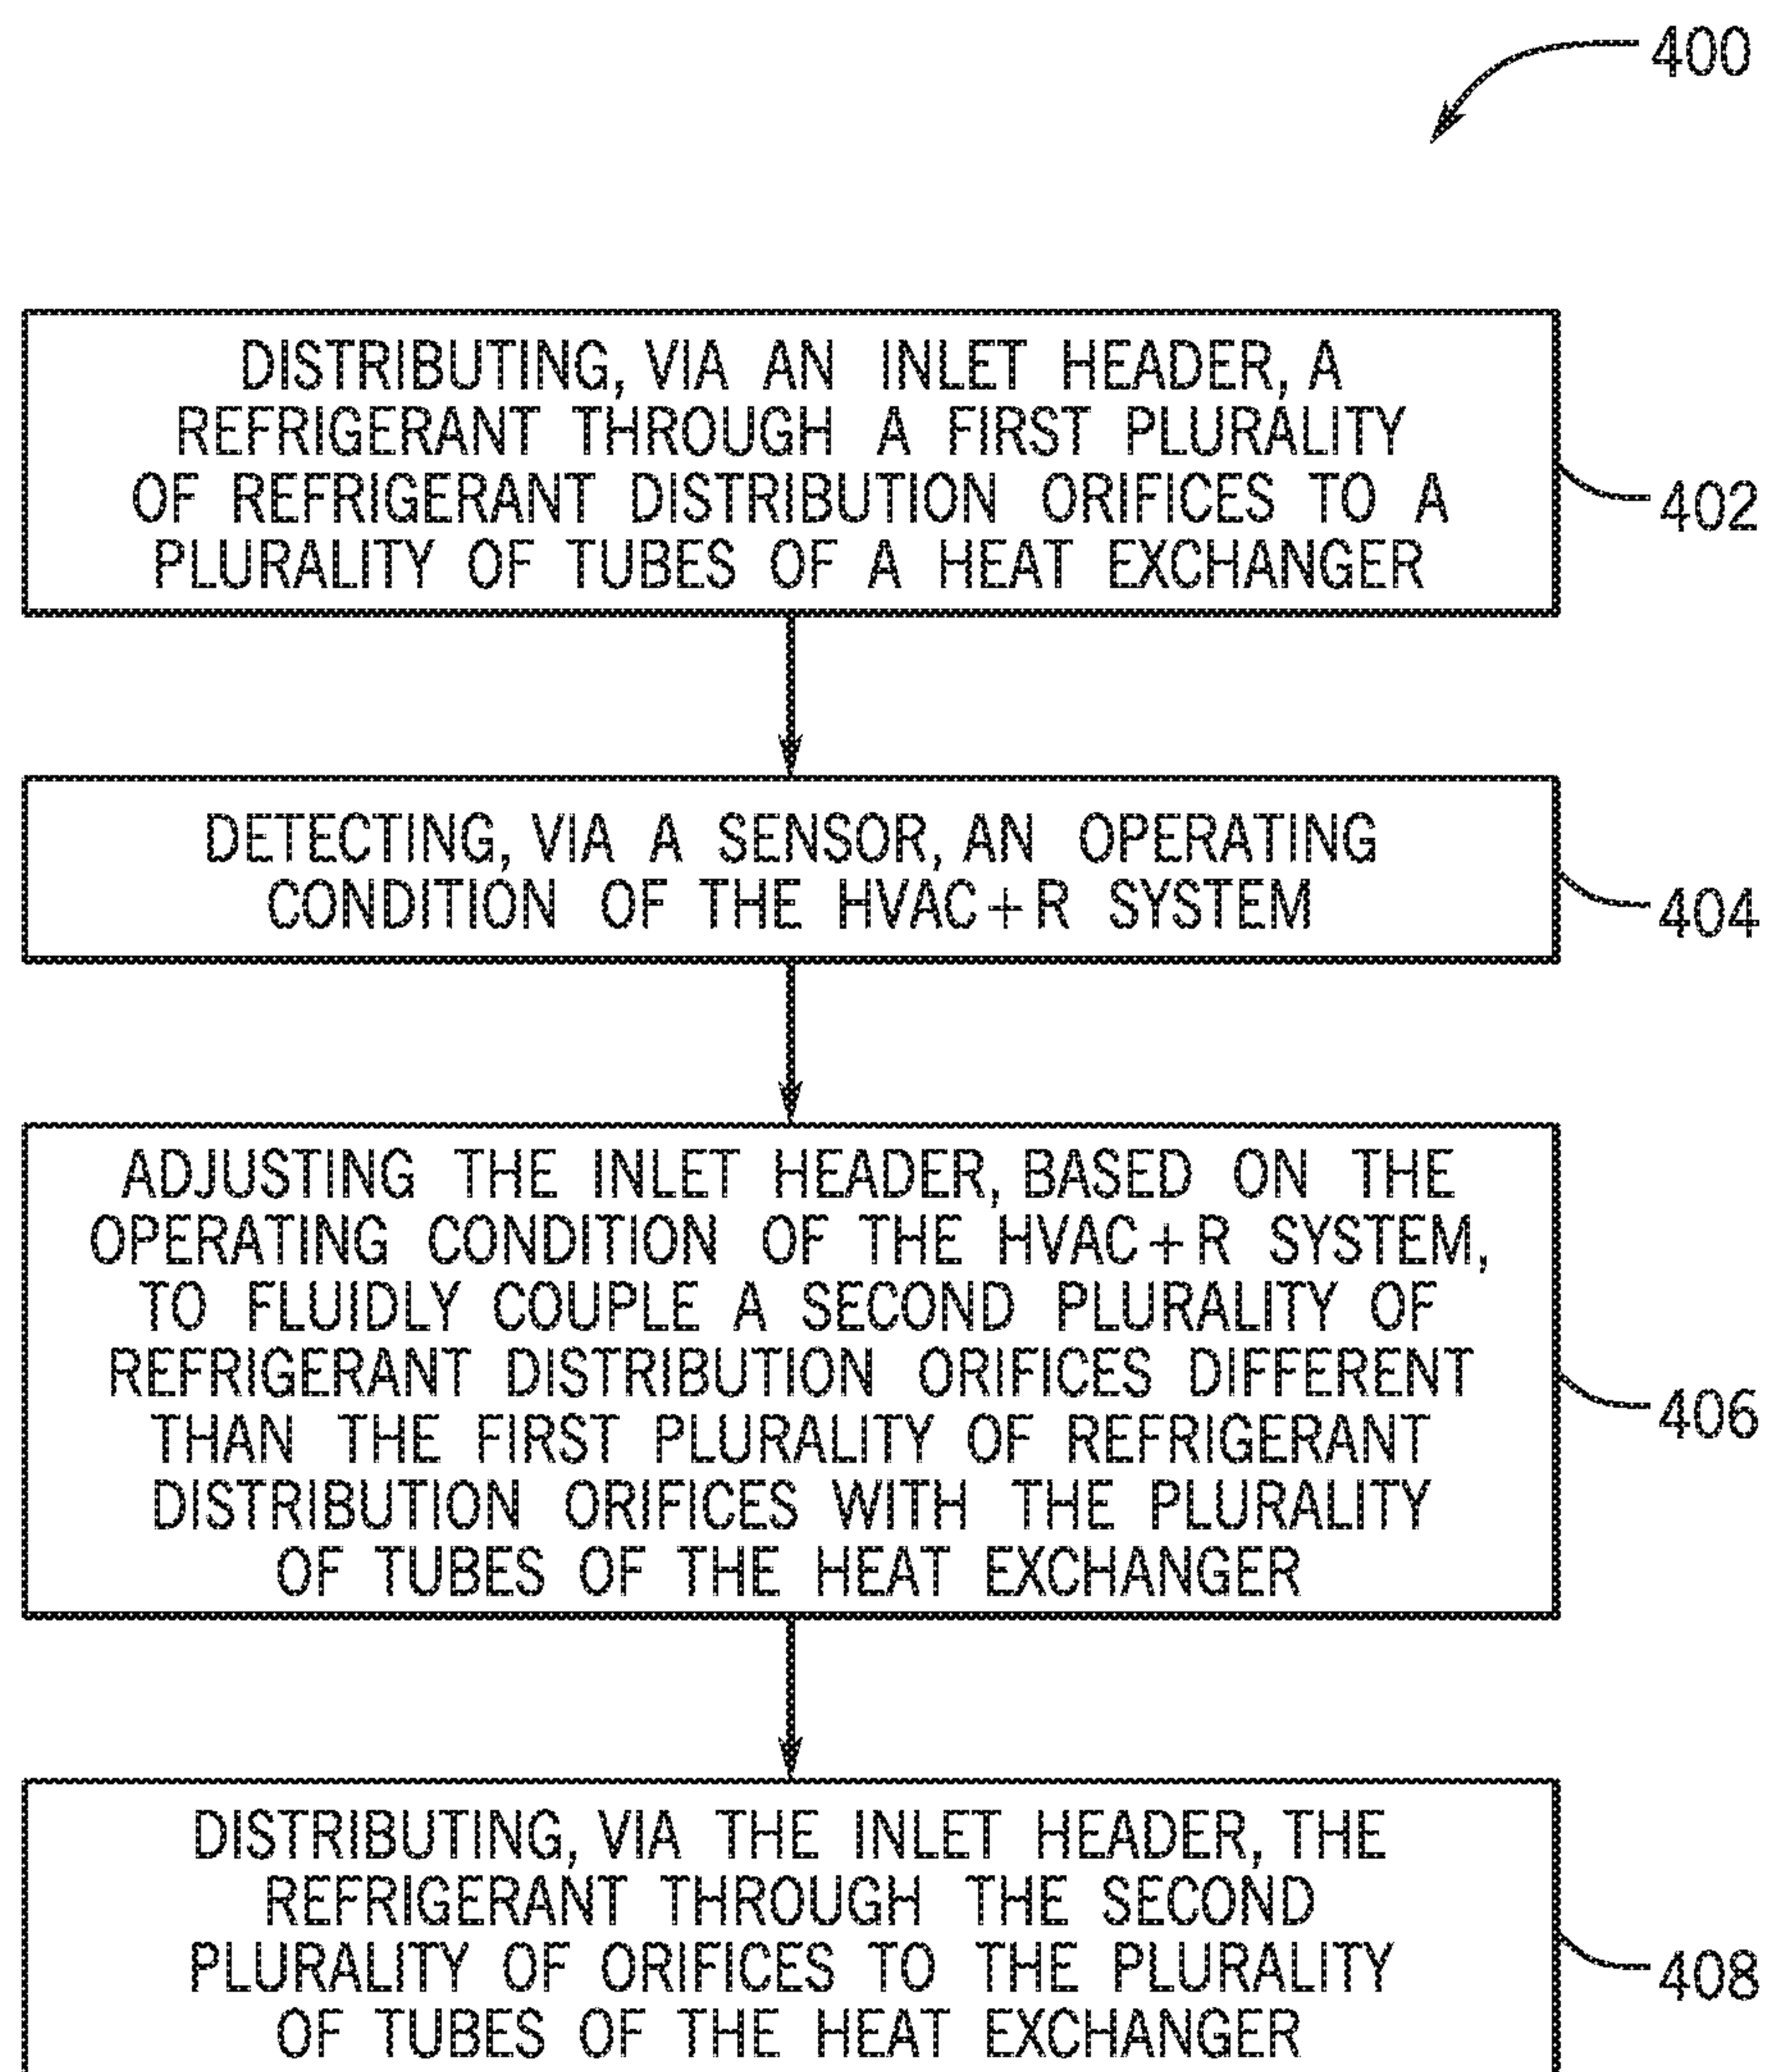 400
DISTRIBUTING, VIA AN INLET HEADER, A
REFRIGERANT THROUGH A FIRST PLURALITY
OF REFRIGERANT DISTRIBUTION ORIFICES TO A
PLURALITY OF TUBES OF A HEAT EXCHANGER
402
DETECTING, VIA A SENSOR, AN OPERATING
CONDITION OF THE HVAC+R SYSTEM
404
ADJUSTING THE INLET HEADER, BASED ON THE
OPERATING CONDITION OF THE HVAC+R SYSTEM,
TO FLUIDLY COUPLE A SECOND PLURALITY OF
REFRIGERANT DISTRIBUTION ORIFICES DIFFERENT
THAN THE FIRST PLURALITY OF REFRIGERANT
DISTRIBUTION ORIFICES WITH THE PLURALITY
OF TUBES OF THE HEAT EXCHANGER
406
DISTRIBUTING, VIA THE INLET HEADER, THE
REFRIGERANT THROUGH THE SECOND
PLURALITY OF ORIFICES TO THE PLURALITY
OF TUBES OF THE HEAT EXCHANGER
408